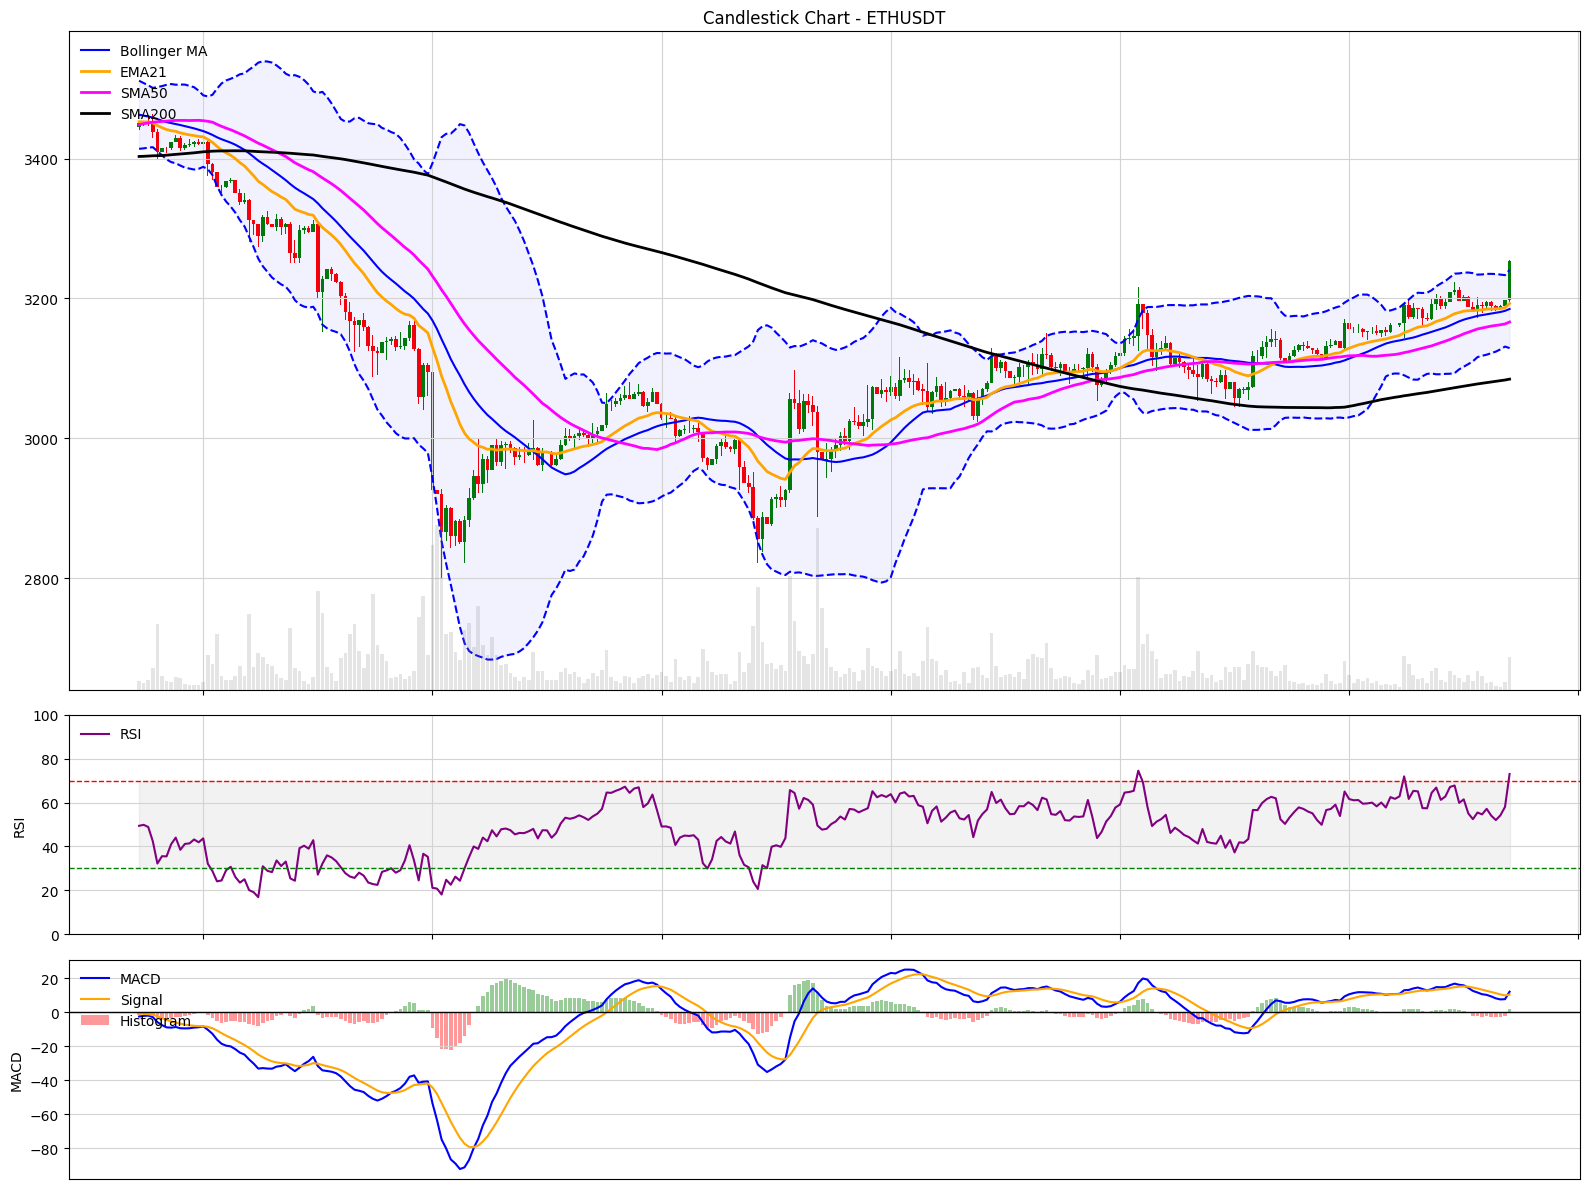 Candlestick Chart - ETHUSDT
Bollinger MA
EMA21
SMA50
SMA200
3400
3200
3000
2800
100
RSI
80
60
RSI
40
20
0
MACD
20
Signal
0
Histogram
−20
MACD
−40
−60
−80